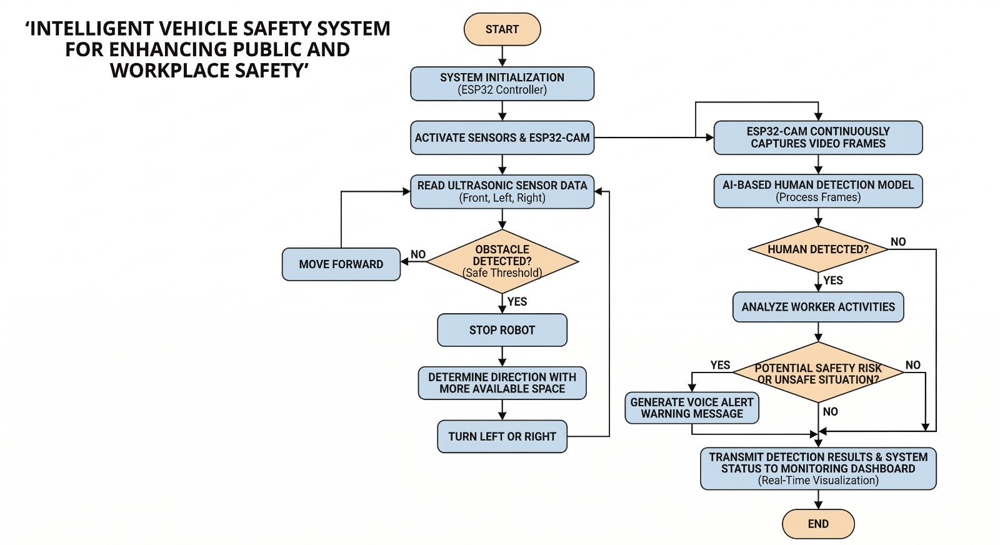 ‘INTELLIGENT VEHICLE SAFETY SYSTEM
FOR ENHANCING PUBLIC AND
WORKPLACE SAFETY’
START
SYSTEM INITIALIZATION
(ESP32 Controller)
ACTIVATE SENSORS & ESP32-CAM
READ ULTRASONIC SENSOR DATA
(Front, Left, Right)
OBSTACLE
DETECTED?
(Safe Threshold)
NO
MOVE FORWARD
YES
STOP ROBOT
DETERMINE DIRECTION WITH
MORE AVAILABLE SPACE
TURN LEFT OR RIGHT
ESP32-CAM CONTINUOUSLY
CAPTURES VIDEO FRAMES
AI-BASED HUMAN DETECTION MODEL
(Process Frames)
HUMAN DETECTED?
NO
YES
ANALYZE WORKER ACTIVITIES
POTENTIAL SAFETY RISK
OR UNSAFE SITUATION?
YES
NO
GENERATE VOICE ALERT
WARNING MESSAGE
NO
TRANSMIT DETECTION RESULTS & SYSTEM
STATUS TO MONITORING DASHBOARD
(Real-Time Visualization)
END